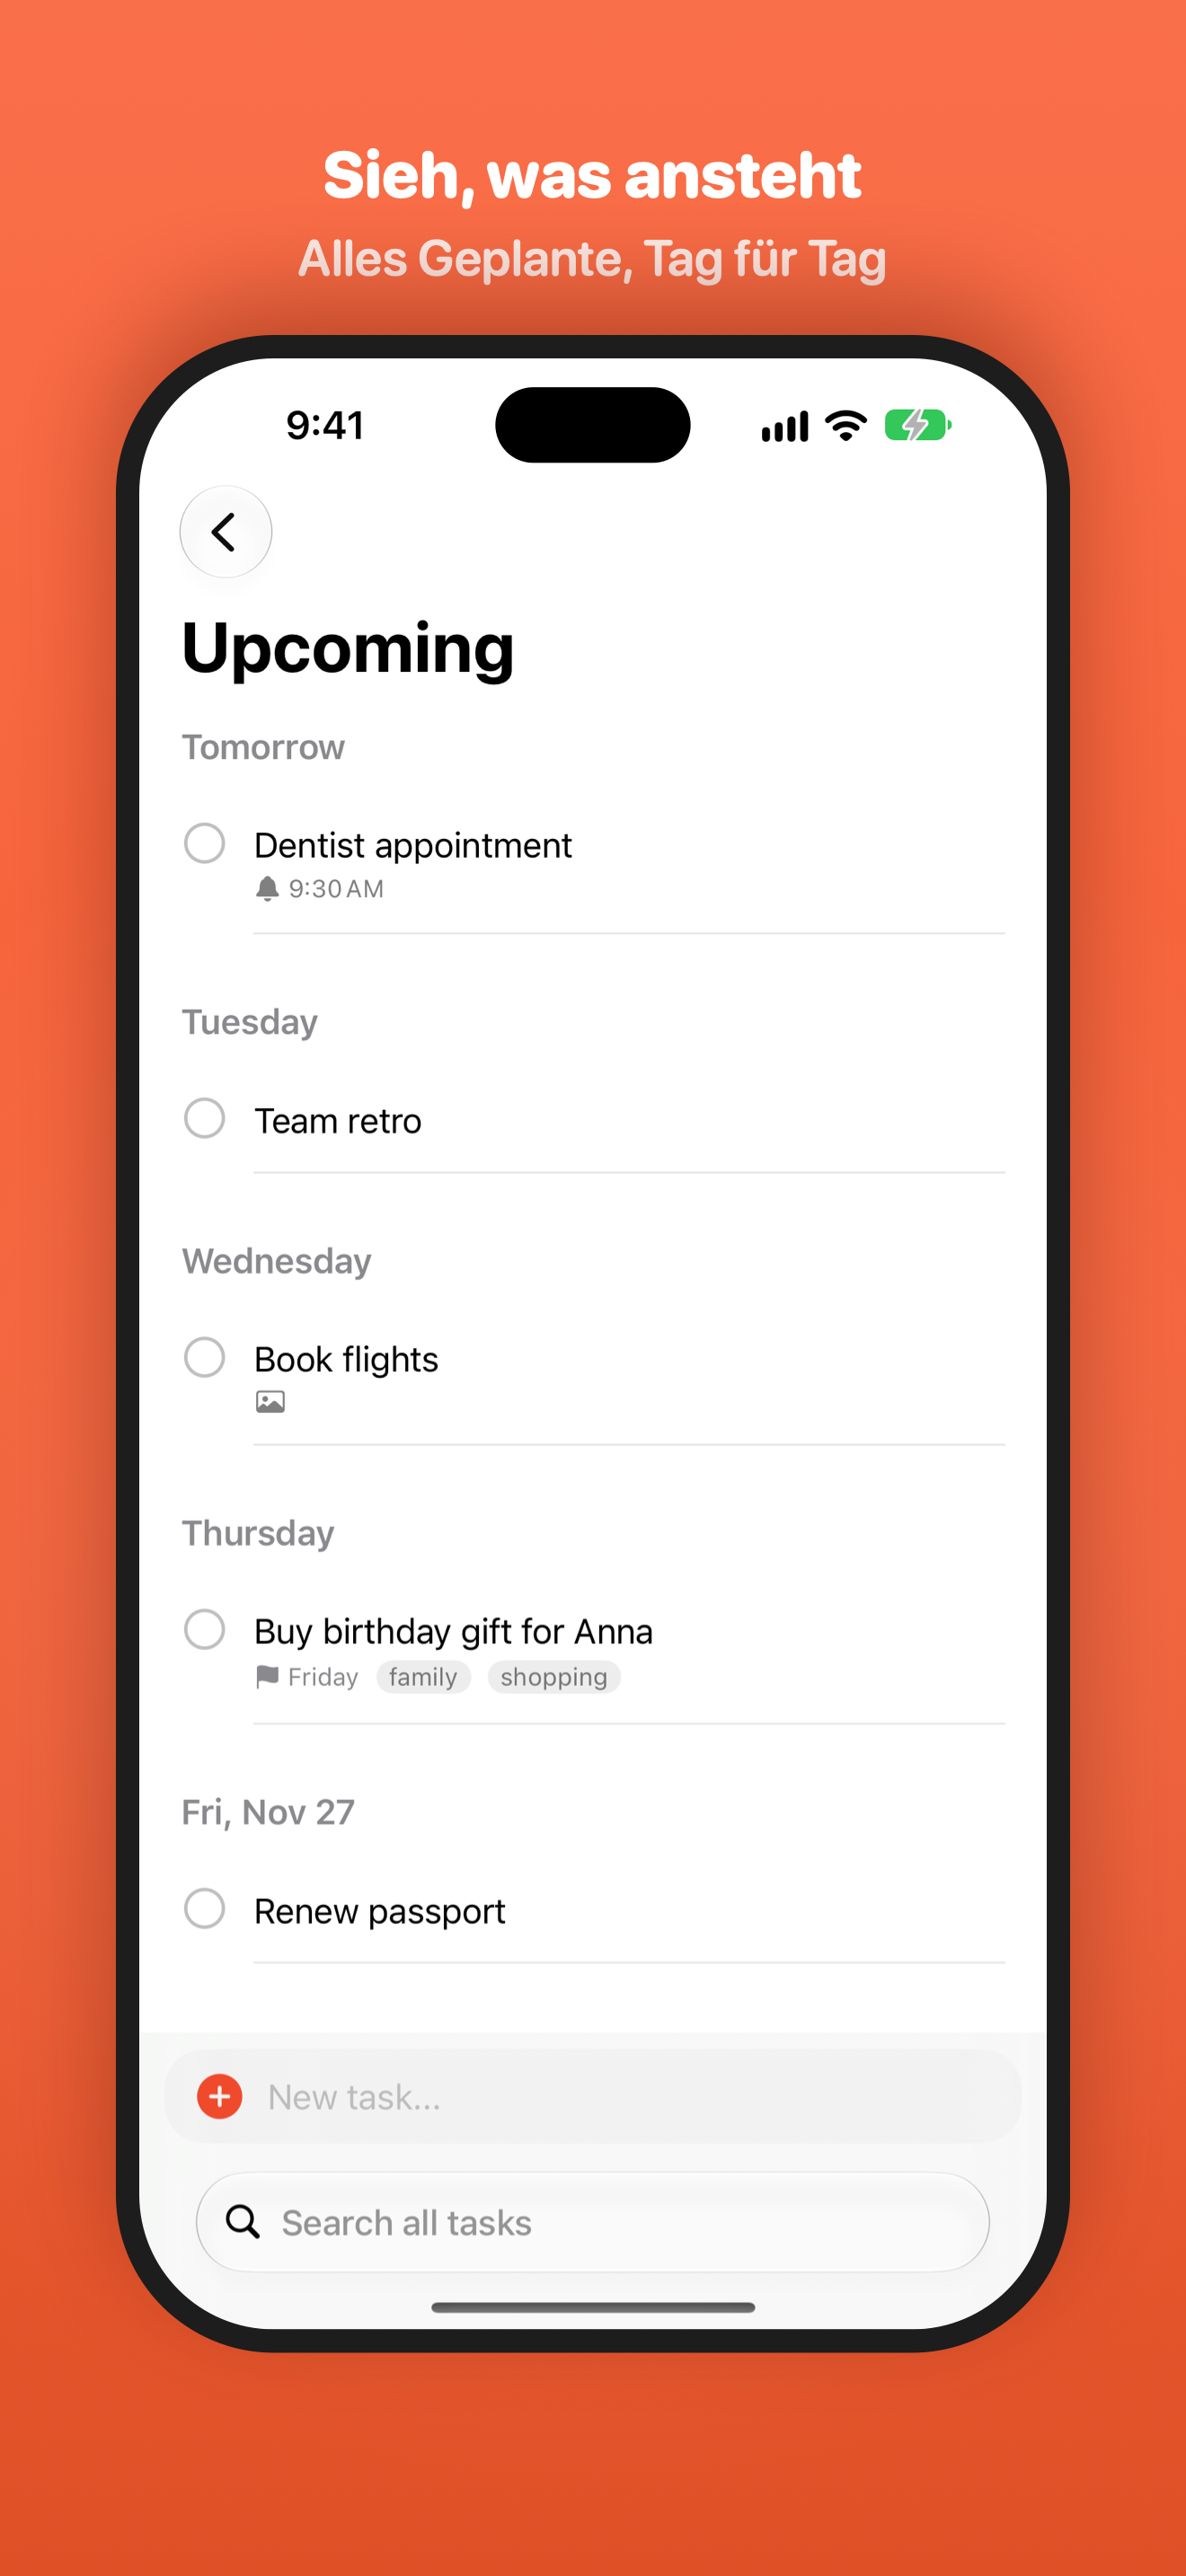 Sieh, was ansteht
Alles Geplante, Tag für Tag
9:41
Upcoming
Tomorrow
Dentist appointment
9:30 AM
Tuesday
Team retro
Wednesday
Book flights
Thursday
Buy birthday gift for Anna
Friday family shopping
Fri, Nov 27
Renew passport
New task...
Search all tasks